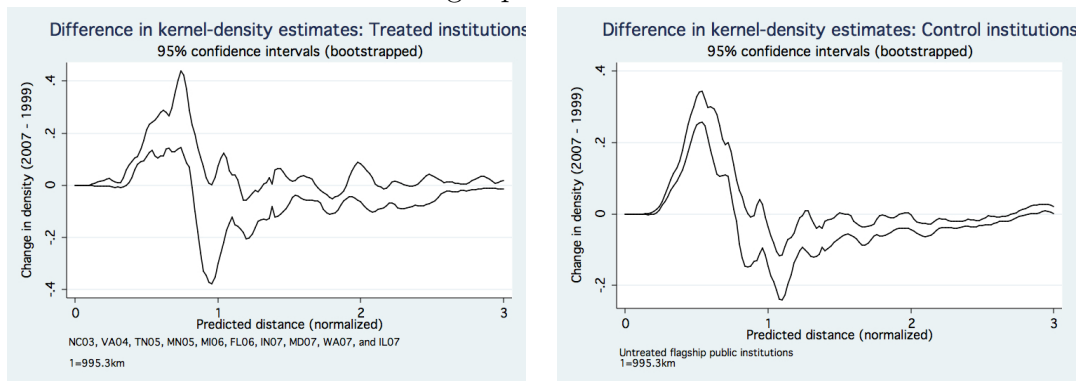 Difference in kernel-density estimates: Treated institutions
95% confidence intervals (bootstrapped)
Change in density (2007 - 1999)
.4
.2
0
-.2
-.4
0 1 2 3
Predicted distance (normalized)
NC03, VA04, TN05, MN05, MI06, FL06, IN07, MD07, WA07, and IL07
1=995.3km
Difference in kernel-density estimates: Control institutions
95% confidence intervals (bootstrapped)
Change in density (2007 - 1999)
.4
.2
0
-.2
0 1 2 3
Predicted distance (normalized)
Untreated flagship public institutions
1=995.3km